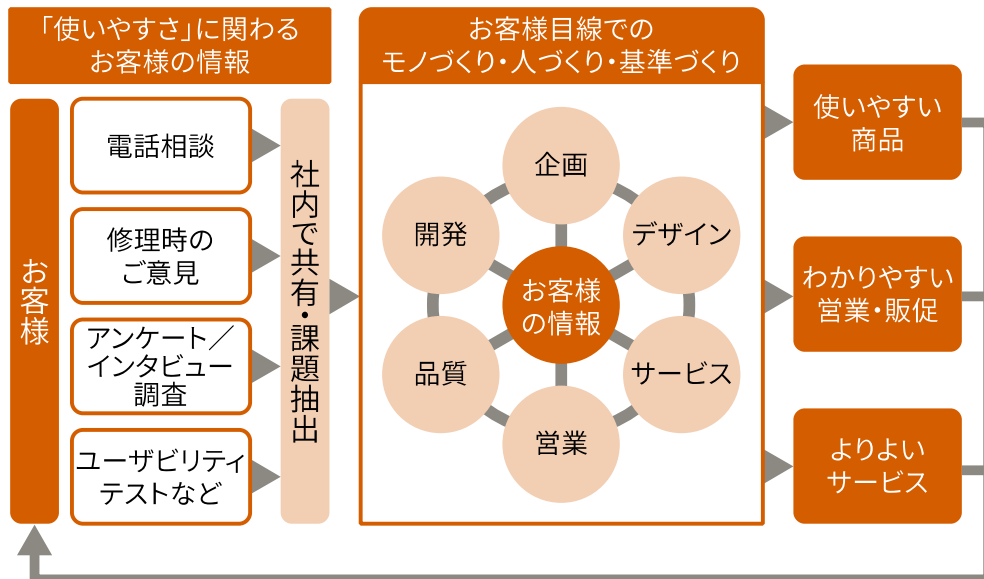 「使いやすさ」に関わる
お客様の情報
お客様
電話相談
修理時の
ご意見
アンケート／
インタビュー
調査
ユーザビリティ
テストなど
社内で共有・課題抽出
お客様目線での
モノづくり・人づくり・基準づくり
企画
開発
デザイン
お客様
の情報
品質
サービス
営業
使いやすい
商品
わかりやすい
営業・販促
よりよい
サービス